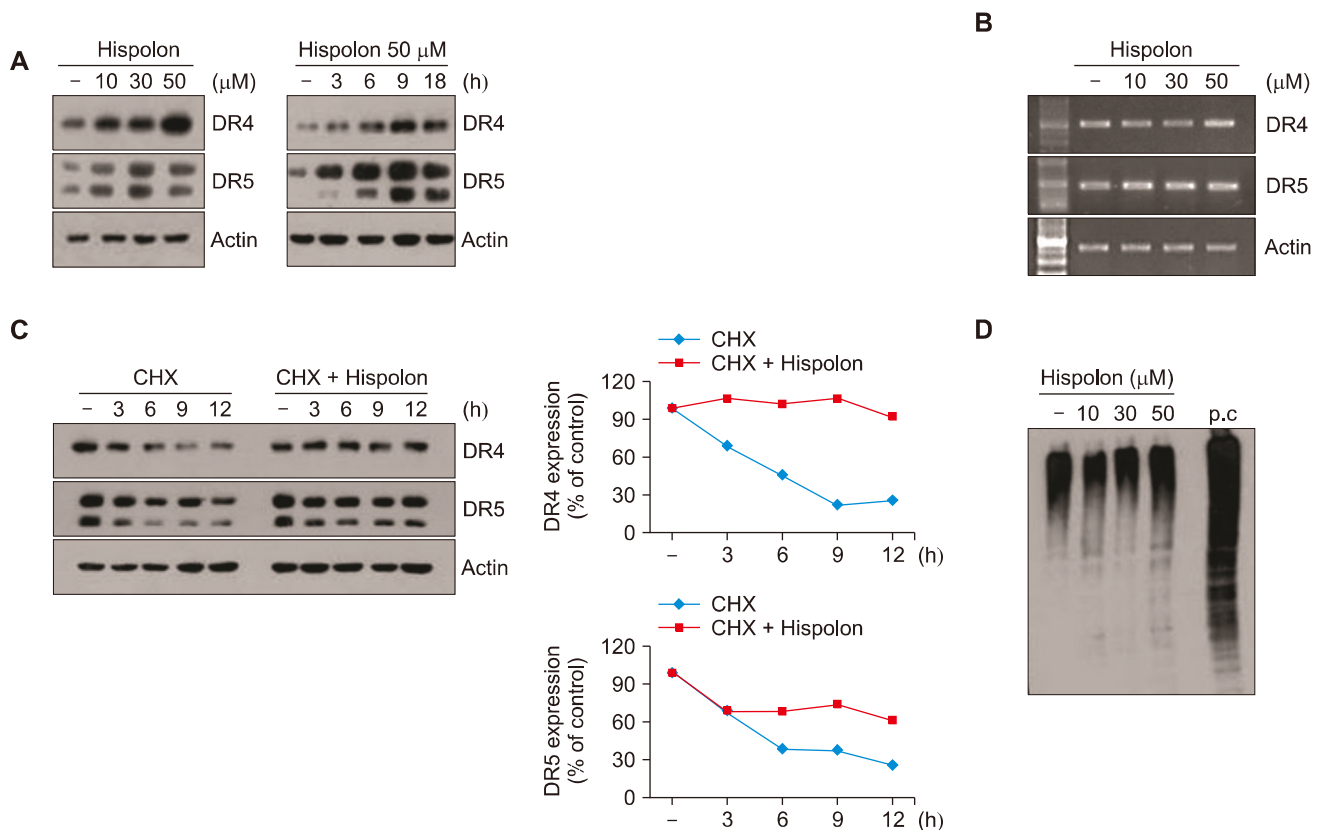 A
Hispolon
– 10 30 50 (μM)
DR4
DR5
Actin
Hispolon 50 μM
– 3 6 9 18 (h)
DR4
DR5
Actin
B
Hispolon
– 10 30 50 (μM)
DR4
DR5
Actin
C
CHX CHX + Hispolon
– 3 6 9 12 – 3 6 9 12 (h)
DR4
DR5
Actin
CHX
CHX + Hispolon
DR4 expression
(% of control)
120
90
60
30
0
– 3 6 9 12 (h)
CHX
CHX + Hispolon
DR5 expression
(% of control)
120
90
60
30
0
– 3 6 9 12 (h)
D
Hispolon (μM)
– 10 30 50 p.c